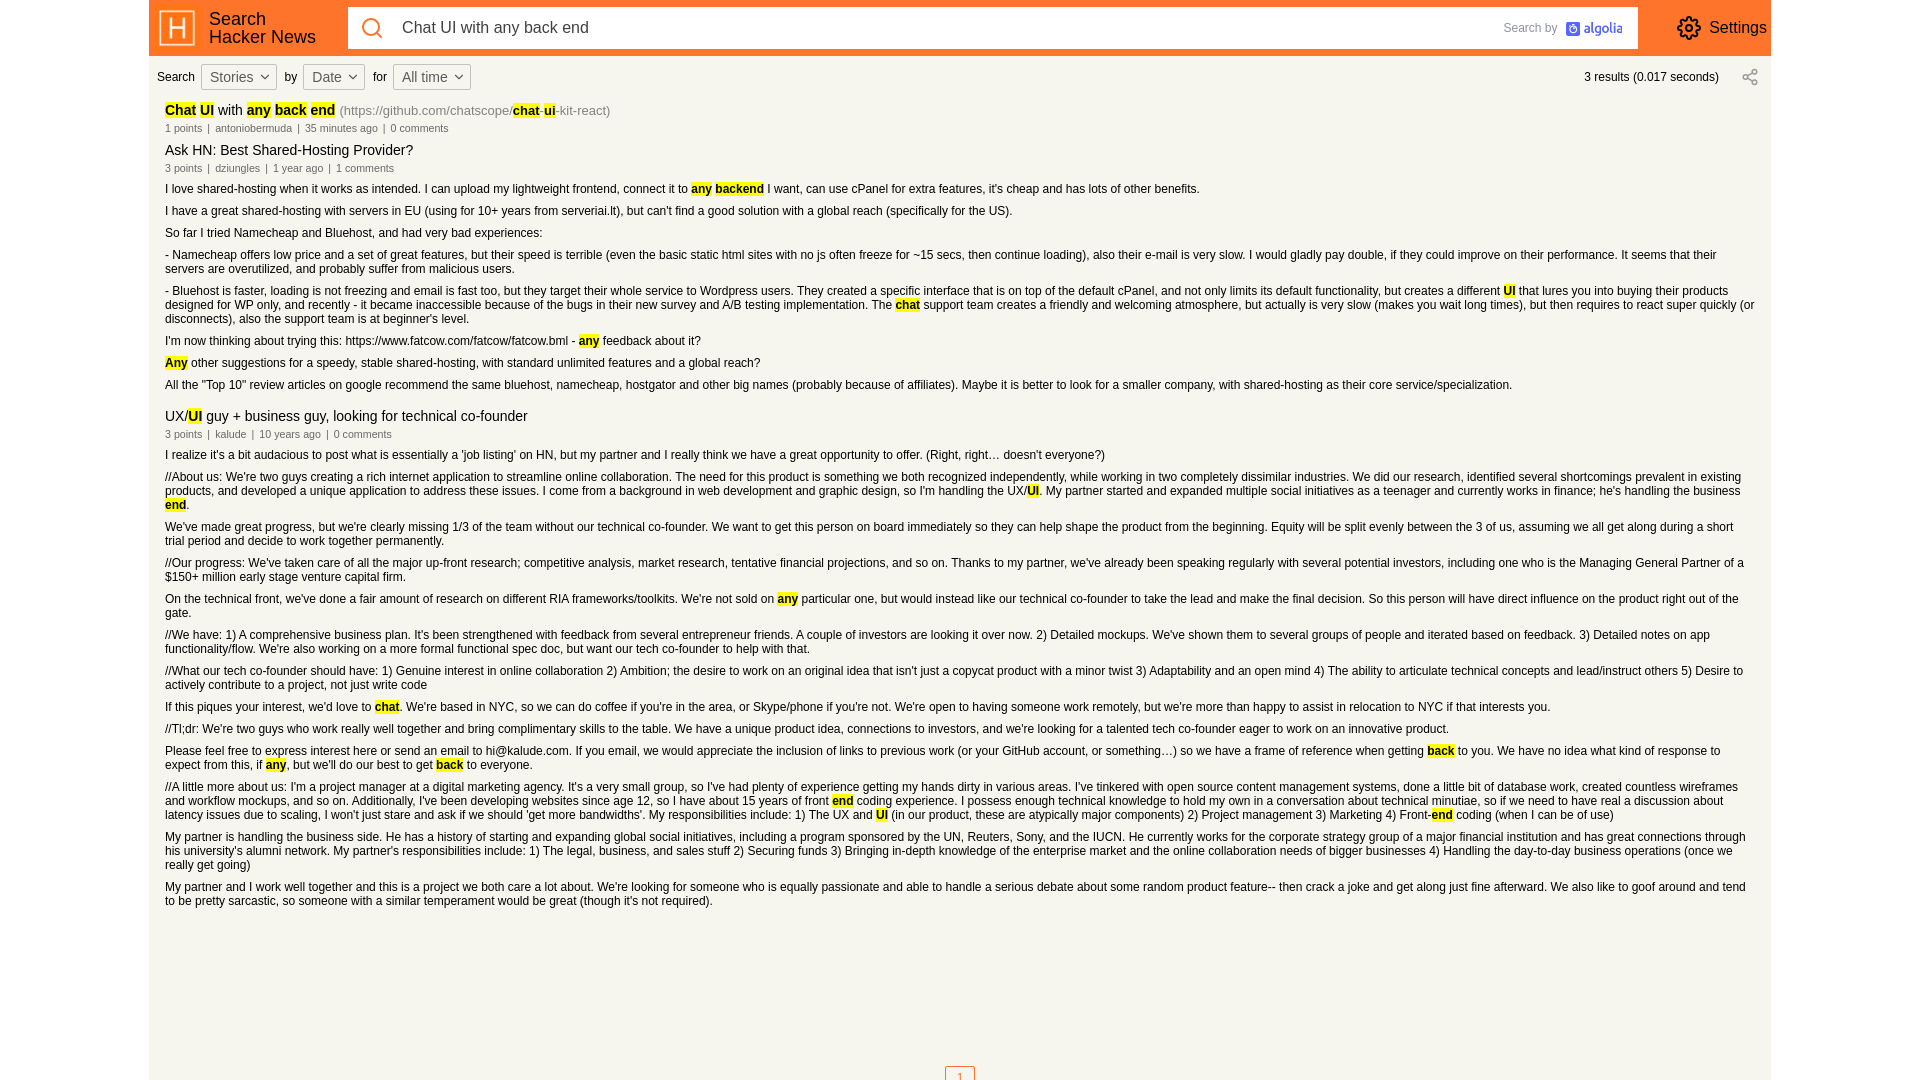 Search
Hacker News
Chat UI with any back end
Search by algolia
Settings
Search Stories by Date for All time
3 results (0.017 seconds)
Chat UI with any back end (https://github.com/chatscope/chat-ui-kit-react)
1 points | antoniobermuda | 35 minutes ago | 0 comments
Ask HN: Best Shared-Hosting Provider?
3 points | dziungles | 1 year ago | 1 comments
I love shared-hosting when it works as intended. I can upload my lightweight frontend, connect it to any backend I want, can use cPanel for extra features, it's cheap and has lots of other benefits.
I have a great shared-hosting with servers in EU (using for 10+ years from serveriai.lt), but can't find a good solution with a global reach (specifically for the US).
So far I tried Namecheap and Bluehost, and had very bad experiences:
- Namecheap offers low price and a set of great features, but their speed is terrible (even the basic static html sites with no js often freeze for ~15 secs, then continue loading), also their e-mail is very slow. I would gladly pay double, if they could improve on their performance. It seems that their
servers are overutilized, and probably suffer from malicious users.
- Bluehost is faster, loading is not freezing and email is fast too, but they target their whole service to Wordpress users. They created a specific interface that is on top of the default cPanel, and not only limits its default functionality, but creates a different UI that lures you into buying their products
designed for WP only, and recently - it became inaccessible because of the bugs in their new survey and A/B testing implementation. The chat support team creates a friendly and welcoming atmosphere, but actually is very slow (makes you wait long times), but then requires to react super quickly (or
disconnects), also the support team is at beginner's level.
I'm now thinking about trying this: https://www.fatcow.com/fatcow/fatcow.bml - any feedback about it?
Any other suggestions for a speedy, stable shared-hosting, with standard unlimited features and a global reach?
All the "Top 10" review articles on google recommend the same bluehost, namecheap, hostgator and other big names (probably because of affiliates). Maybe it is better to look for a smaller company, with shared-hosting as their core service/specialization.
UX/UI guy + business guy, looking for technical co-founder
3 points | kalude | 10 years ago | 0 comments
I realize it's a bit audacious to post what is essentially a 'job listing' on HN, but my partner and I really think we have a great opportunity to offer. (Right, right… doesn't everyone?)
//About us: We're two guys creating a rich internet application to streamline online collaboration. The need for this product is something we both recognized independently, while working in two completely dissimilar industries. We did our research, identified several shortcomings prevalent in existing
products, and developed a unique application to address these issues. I come from a background in web development and graphic design, so I'm handling the UX/UI. My partner started and expanded multiple social initiatives as a teenager and currently works in finance; he's handling the business
end.
We've made great progress, but we're clearly missing 1/3 of the team without our technical co-founder. We want to get this person on board immediately so they can help shape the product from the beginning. Equity will be split evenly between the 3 of us, assuming we all get along during a short
trial period and decide to work together permanently.
//Our progress: We've taken care of all the major up-front research; competitive analysis, market research, tentative financial projections, and so on. Thanks to my partner, we've already been speaking regularly with several potential investors, including one who is the Managing General Partner of a
$150+ million early stage venture capital firm.
On the technical front, we've done a fair amount of research on different RIA frameworks/toolkits. We're not sold on any particular one, but would instead like our technical co-founder to take the lead and make the final decision. So this person will have direct influence on the product right out of the
gate.
//We have: 1) A comprehensive business plan. It's been strengthened with feedback from several entrepreneur friends. A couple of investors are looking it over now. 2) Detailed mockups. We've shown them to several groups of people and iterated based on feedback. 3) Detailed notes on app
functionality/flow. We're also working on a more formal functional spec doc, but want our tech co-founder to help with that.
//What our tech co-founder should have: 1) Genuine interest in online collaboration 2) Ambition; the desire to work on an original idea that isn't just a copycat product with a minor twist 3) Adaptability and an open mind 4) The ability to articulate technical concepts and lead/instruct others 5) Desire to
actively contribute to a project, not just write code
If this piques your interest, we'd love to chat. We're based in NYC, so we can do coffee if you're in the area, or Skype/phone if you're not. We're open to having someone work remotely, but we're more than happy to assist in relocation to NYC if that interests you.
//Tl;dr: We're two guys who work really well together and bring complimentary skills to the table. We have a unique product idea, connections to investors, and we're looking for a talented tech co-founder eager to work on an innovative product.
Please feel free to express interest here or send an email to hi@kalude.com. If you email, we would appreciate the inclusion of links to previous work (or your GitHub account, or something…) so we have a frame of reference when getting back to you. We have no idea what kind of response to
expect from this, if any, but we'll do our best to get back to everyone.
//A little more about us: I'm a project manager at a digital marketing agency. It's a very small group, so I've had plenty of experience getting my hands dirty in various areas. I've tinkered with open source content management systems, done a little bit of database work, created countless wireframes
and workflow mockups, and so on. Additionally, I've been developing websites since age 12, so I have about 15 years of front end coding experience. I possess enough technical knowledge to hold my own in a conversation about technical minutiae, so if we need to have real a discussion about
latency issues due to scaling, I won't just stare and ask if we should 'get more bandwidths'. My responsibilities include: 1) The UX and UI (in our product, these are atypically major components) 2) Project management 3) Marketing 4) Front-end coding (when I can be of use)
My partner is handling the business side. He has a history of starting and expanding global social initiatives, including a program sponsored by the UN, Reuters, Sony, and the IUCN. He currently works for the corporate strategy group of a major financial institution and has great connections through
his university's alumni network. My partner's responsibilities include: 1) The legal, business, and sales stuff 2) Securing funds 3) Bringing in-depth knowledge of the enterprise market and the online collaboration needs of bigger businesses 4) Handling the day-to-day business operations (once we
really get going)
My partner and I work well together and this is a project we both care a lot about. We're looking for someone who is equally passionate and able to handle a serious debate about some random product feature-- then crack a joke and get along just fine afterward. We also like to goof around and tend
to be pretty sarcastic, so someone with a similar temperament would be great (though it's not required).
1